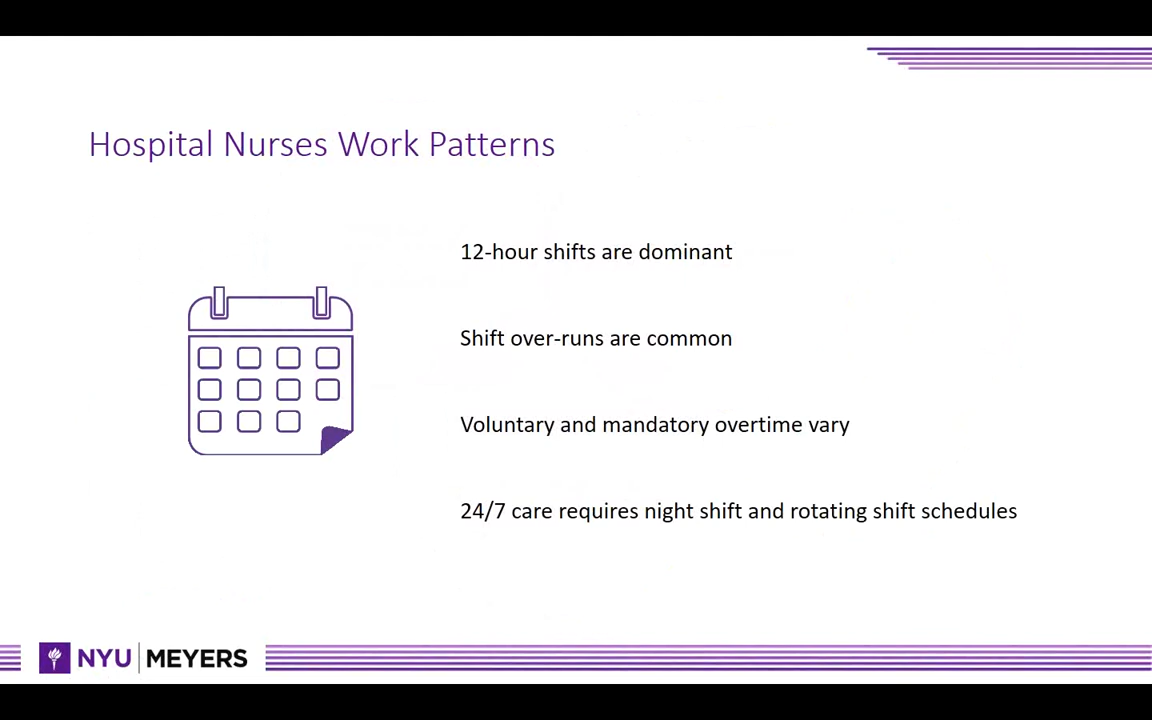 Hospital Nurses Work Patterns
12-hour shifts are dominant
Shift over-runs are common
Voluntary and mandatory overtime vary
24/7 care requires night shift and rotating shift schedules
NYU MEYERS